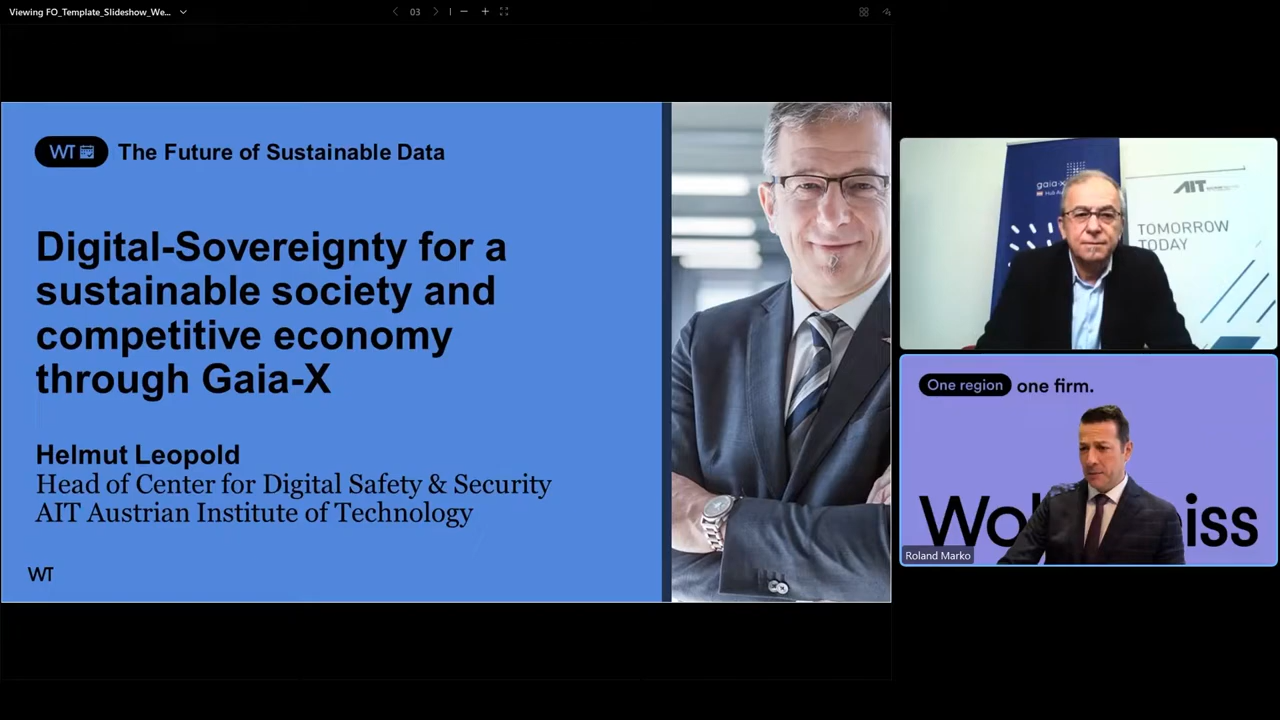 Viewing FO_Template_Slideshow_We...
03
WT The Future of Sustainable Data
Digital-Sovereignty for a
sustainable society and
competitive economy
through Gaia-X
Helmut Leopold
Head of Center for Digital Safety & Security
AIT Austrian Institute of Technology
WT
gaia-x
AIT
TOMORROW
TODAY
One region one firm.
Wol
iss
Roland Marko